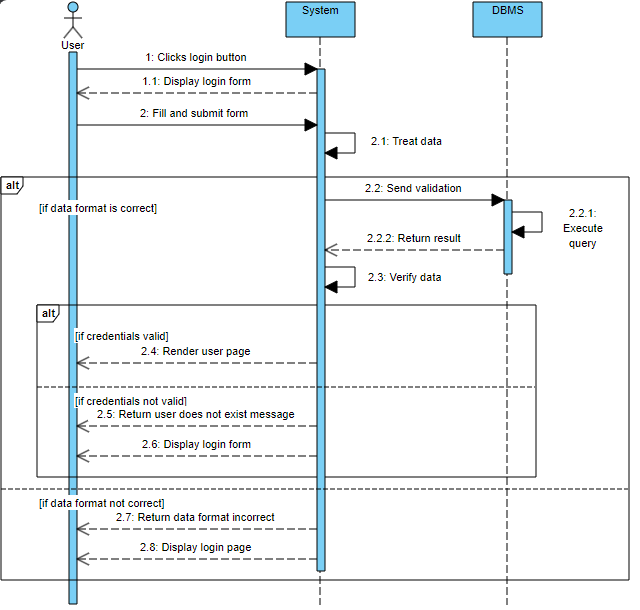 System
DBMS
User
1: Clicks login button
1.1: Display login form
2: Fill and submit form
2.1: Treat data
alt
2.2: Send validation
[if data format is correct]
2.2.1:
Execute
query
2.2.2: Return result
2.3: Verify data
alt
[if credentials valid]
2.4: Render user page
[if credentials not valid]
2.5: Return user does not exist message
2.6: Display login form
[if data format not correct]
2.7: Return data format incorrect
2.8: Display login page